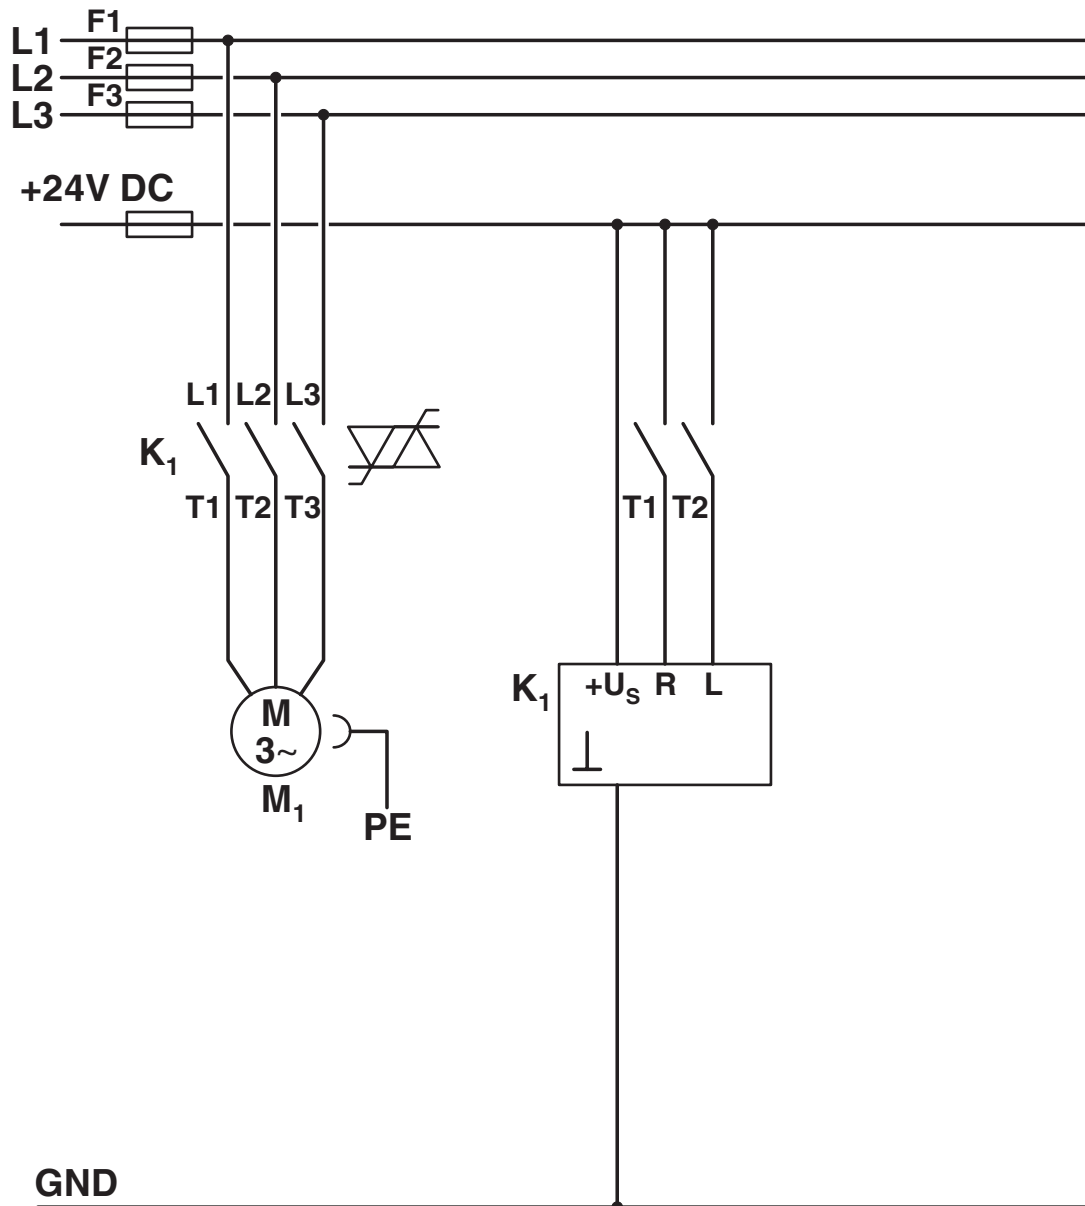 F1
L1
F2
L2
F3
L3
+24V DC
L1 L2 L3
K1
T1 T2 T3
T1 T2
K1 +US R L
M
3~
M1
PE
GND